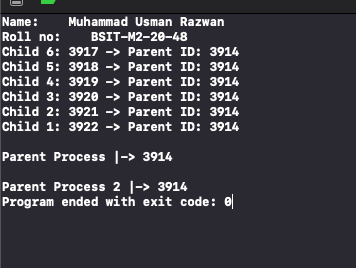 Name:    Muhammad Usman Razwan
Roll no:    BSIT-M2-20-48
Child 6: 3917 -> Parent ID: 3914
Child 5: 3918 -> Parent ID: 3914
Child 4: 3919 -> Parent ID: 3914
Child 3: 3920 -> Parent ID: 3914
Child 2: 3921 -> Parent ID: 3914
Child 1: 3922 -> Parent ID: 3914
Parent Process |-> 3914
Parent Process 2 |-> 3914
Program ended with exit code: 0